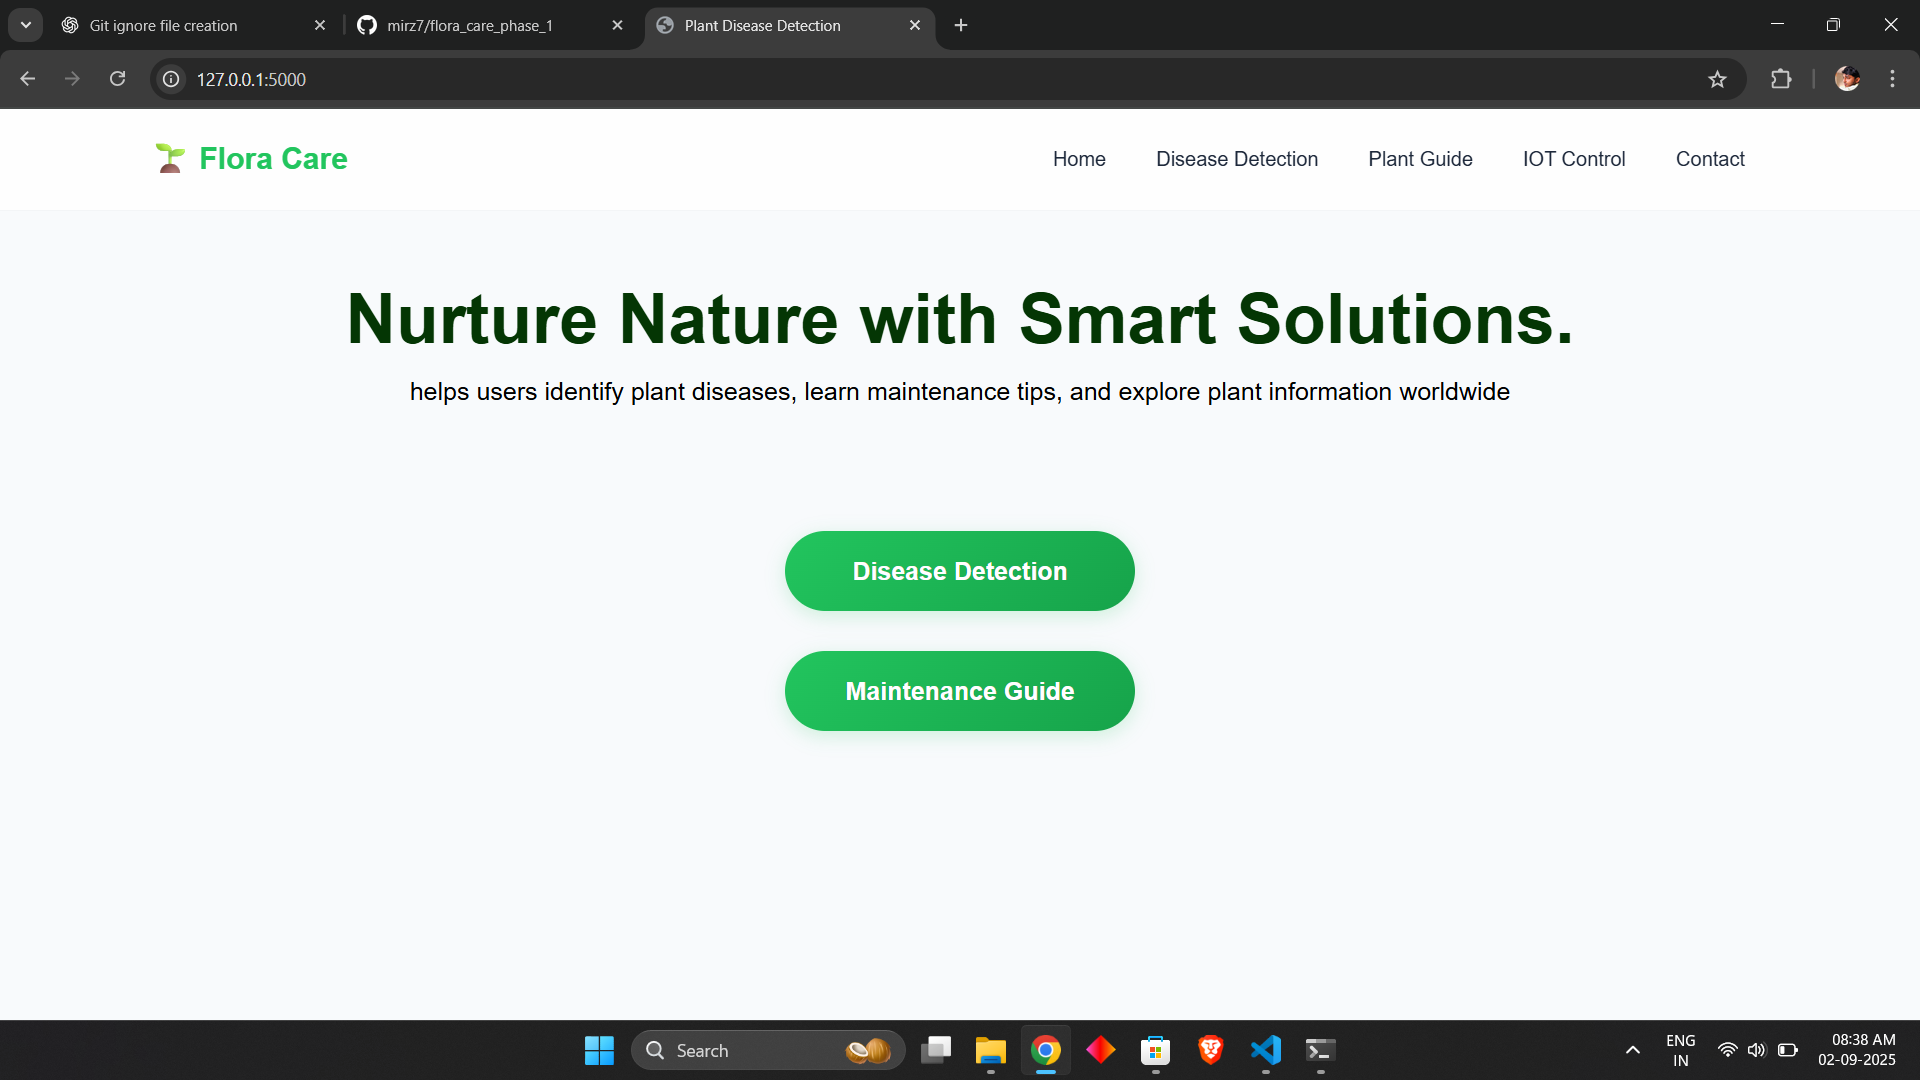 Git ignore file creation
mirz7/flora_care_phase_1
Plant Disease Detection
127.0.0.1:5000
Flora Care
Home
Disease Detection
Plant Guide
IOT Control
Contact
Nurture Nature with Smart Solutions.
helps users identify plant diseases, learn maintenance tips, and explore plant information worldwide
Disease Detection
Maintenance Guide
Search
ENG
IN
08:38 AM
02-09-2025